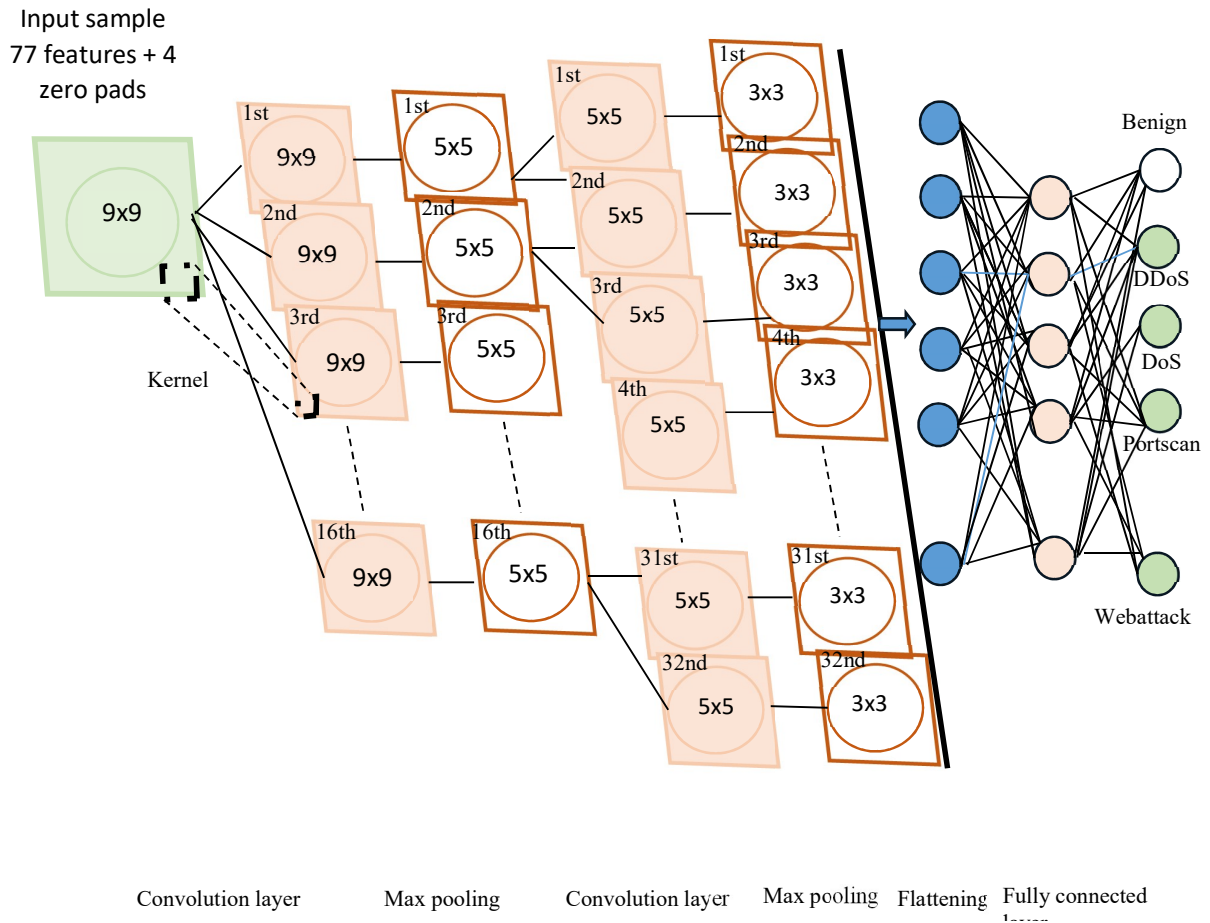 Input sample
77 features + 4
zero pads
9x9
Kernel
1st
9x9
2nd
9x9
3rd
9x9
16th
9x9
1st
5x5
2nd
5x5
3rd
5x5
16th
5x5
1st
5x5
2nd
5x5
3rd
5x5
4th
5x5
31st
5x5
32nd
5x5
1st
3x3
2nd
3x3
3rd
3x3
4th
3x3
31st
3x3
32nd
3x3
Benign
DDoS
DoS
Portscan
Webattack
Convolution layer
Max pooling
Convolution layer
Max pooling
Flattening
Fully connected
layer